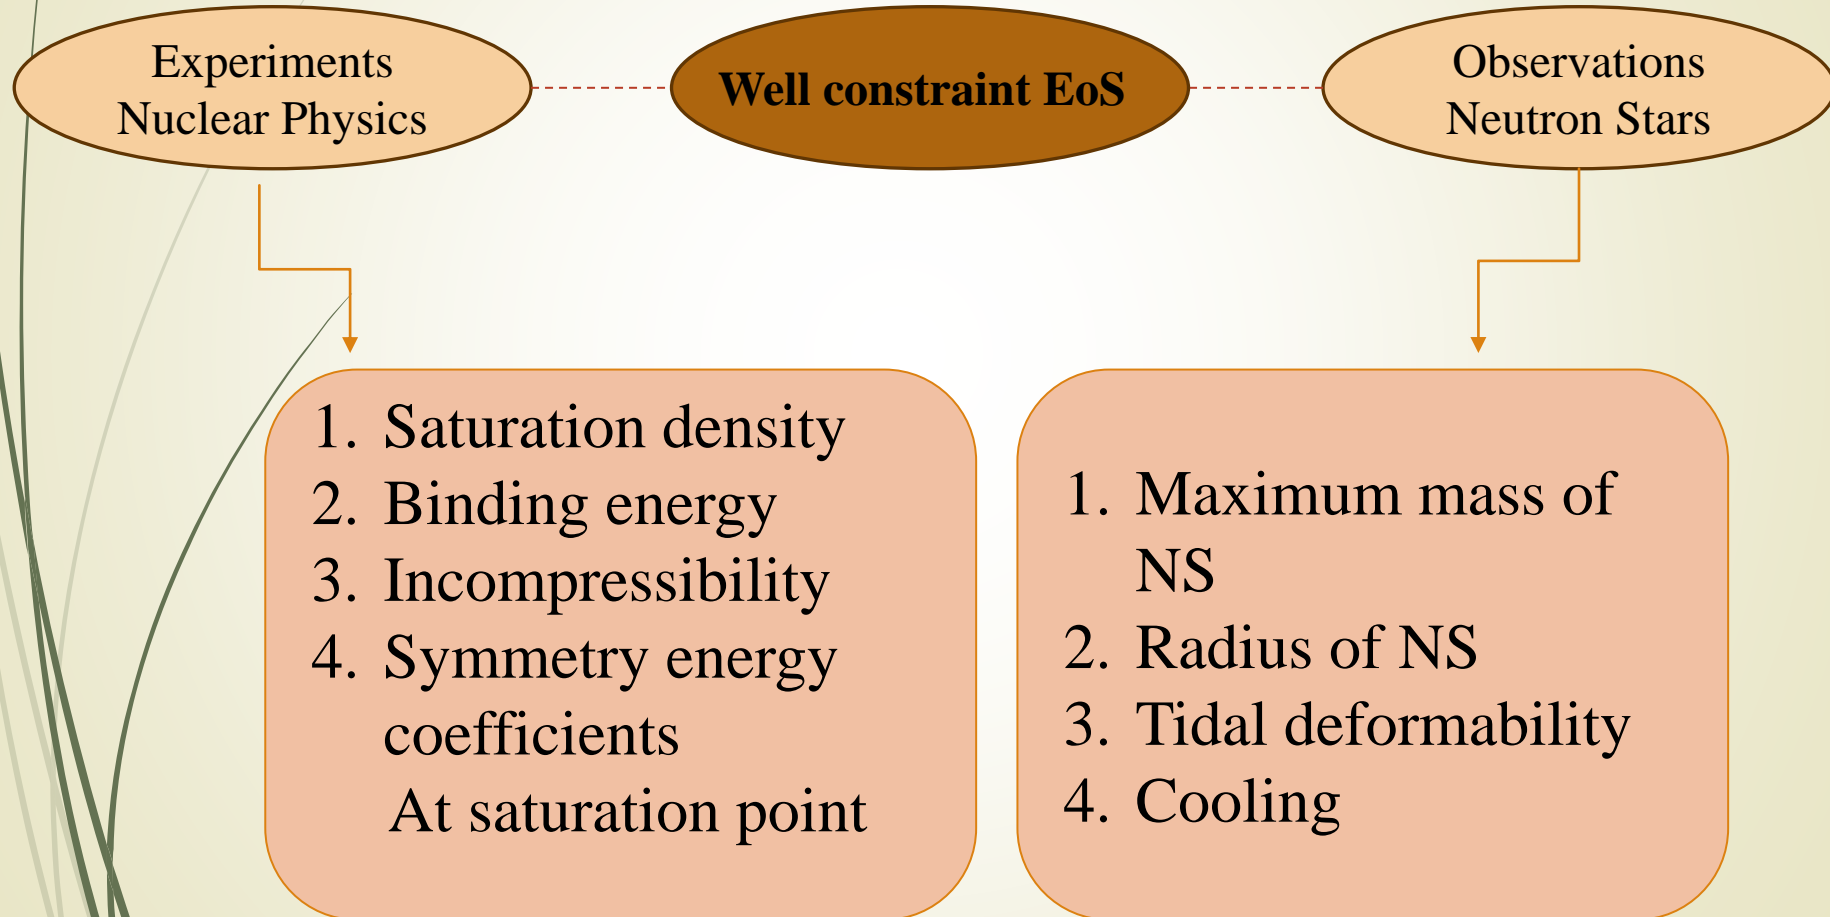 Experiments
Nuclear Physics
Well constraint EoS
Observations
Neutron Stars
1. Saturation density
2. Binding energy
3. Incompressibility
4. Symmetry energy
coefficients
At saturation point
1. Maximum mass of
NS
2. Radius of NS
3. Tidal deformability
4. Cooling